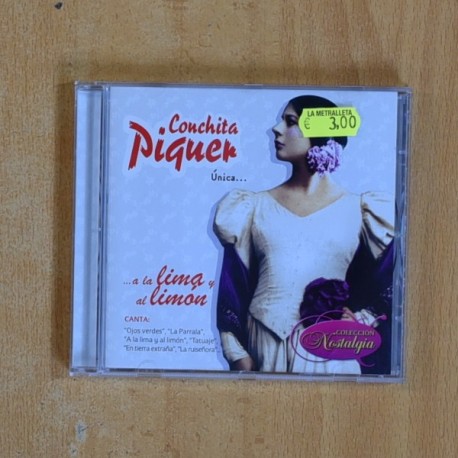 LA METRALLETA
€ 3,00
Conchita
Piquer
Única...
...a la lima y
al limón
CANTA:
"Ojos verdes", "La Parrala",
"A la lima y al limón", "Tatuaje",
"En tierra extraña", "La ruiseñora"
COLECCIÓN
Nostalgia